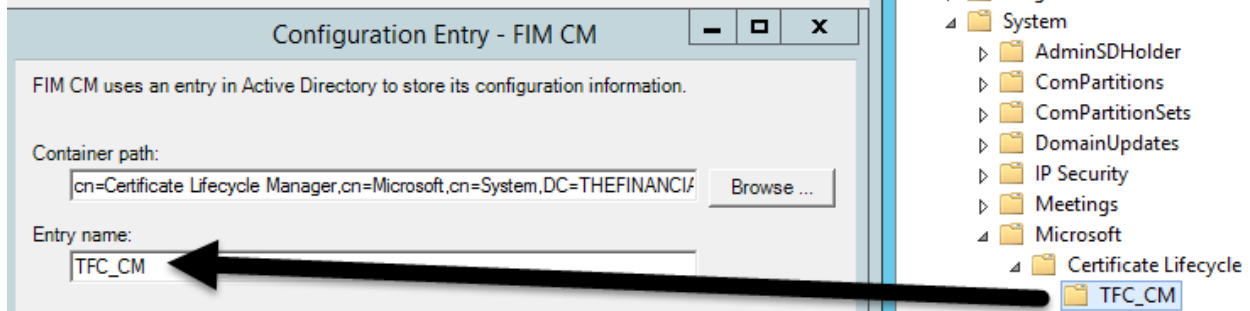 Configuration Entry - FIM CM
FIM CM uses an entry in Active Directory to store its configuration information.
Container path:
cn=Certificate Lifecycle Manager,cn=Microsoft,cn=System,DC=THEFINANCIA
Browse ...
Entry name:
TFC_CM
System
AdminSDHolder
ComPartitions
ComPartitionSets
DomainUpdates
IP Security
Meetings
Microsoft
Certificate Lifecycle
TFC_CM